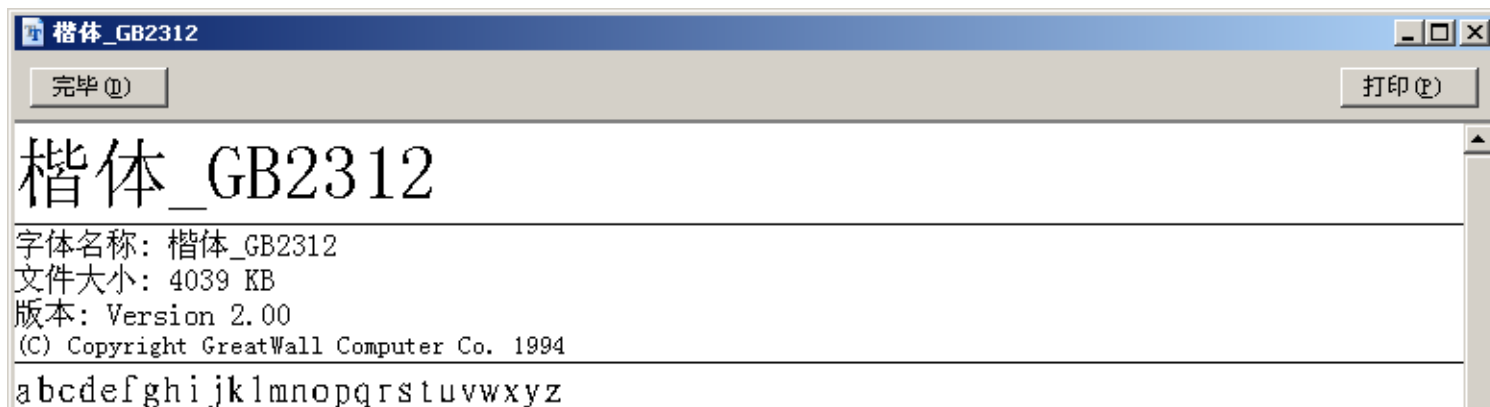 楷体_GB2312
完毕(D) 打印(P)
楷体_GB2312
字体名称: 楷体_GB2312
文件大小: 4039 KB
版本: Version 2.00
(C) Copyright GreatWall Computer Co. 1994
abcdefghijklmnopqrstuvwxyz